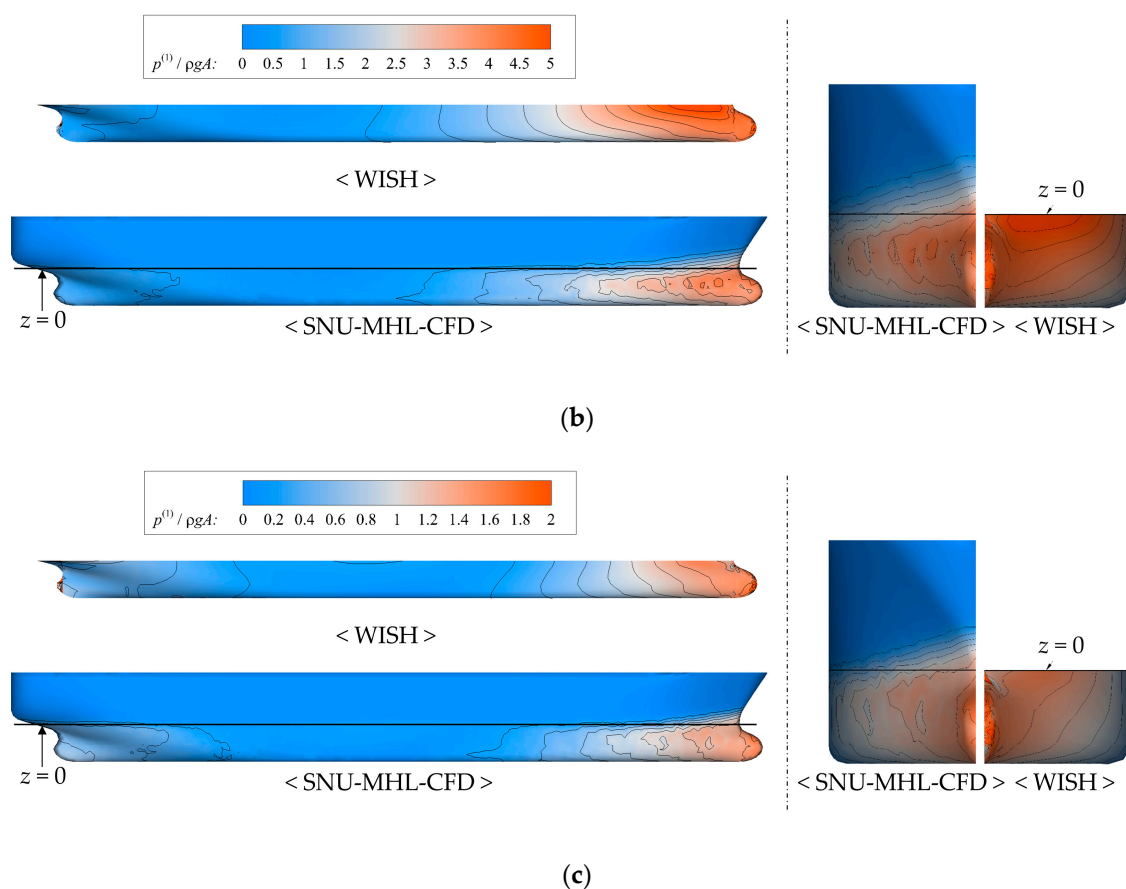 p(1) / ρgA: 0 0.5 1 1.5 2 2.5 3 3.5 4 4.5 5
< WISH >
z = 0
z = 0
< SNU-MHL-CFD >
< SNU-MHL-CFD > < WISH >
(b)
p(1) / ρgA: 0 0.2 0.4 0.6 0.8 1 1.2 1.4 1.6 1.8 2
< WISH >
z = 0
z = 0
< SNU-MHL-CFD >
< SNU-MHL-CFD > < WISH >
(c)